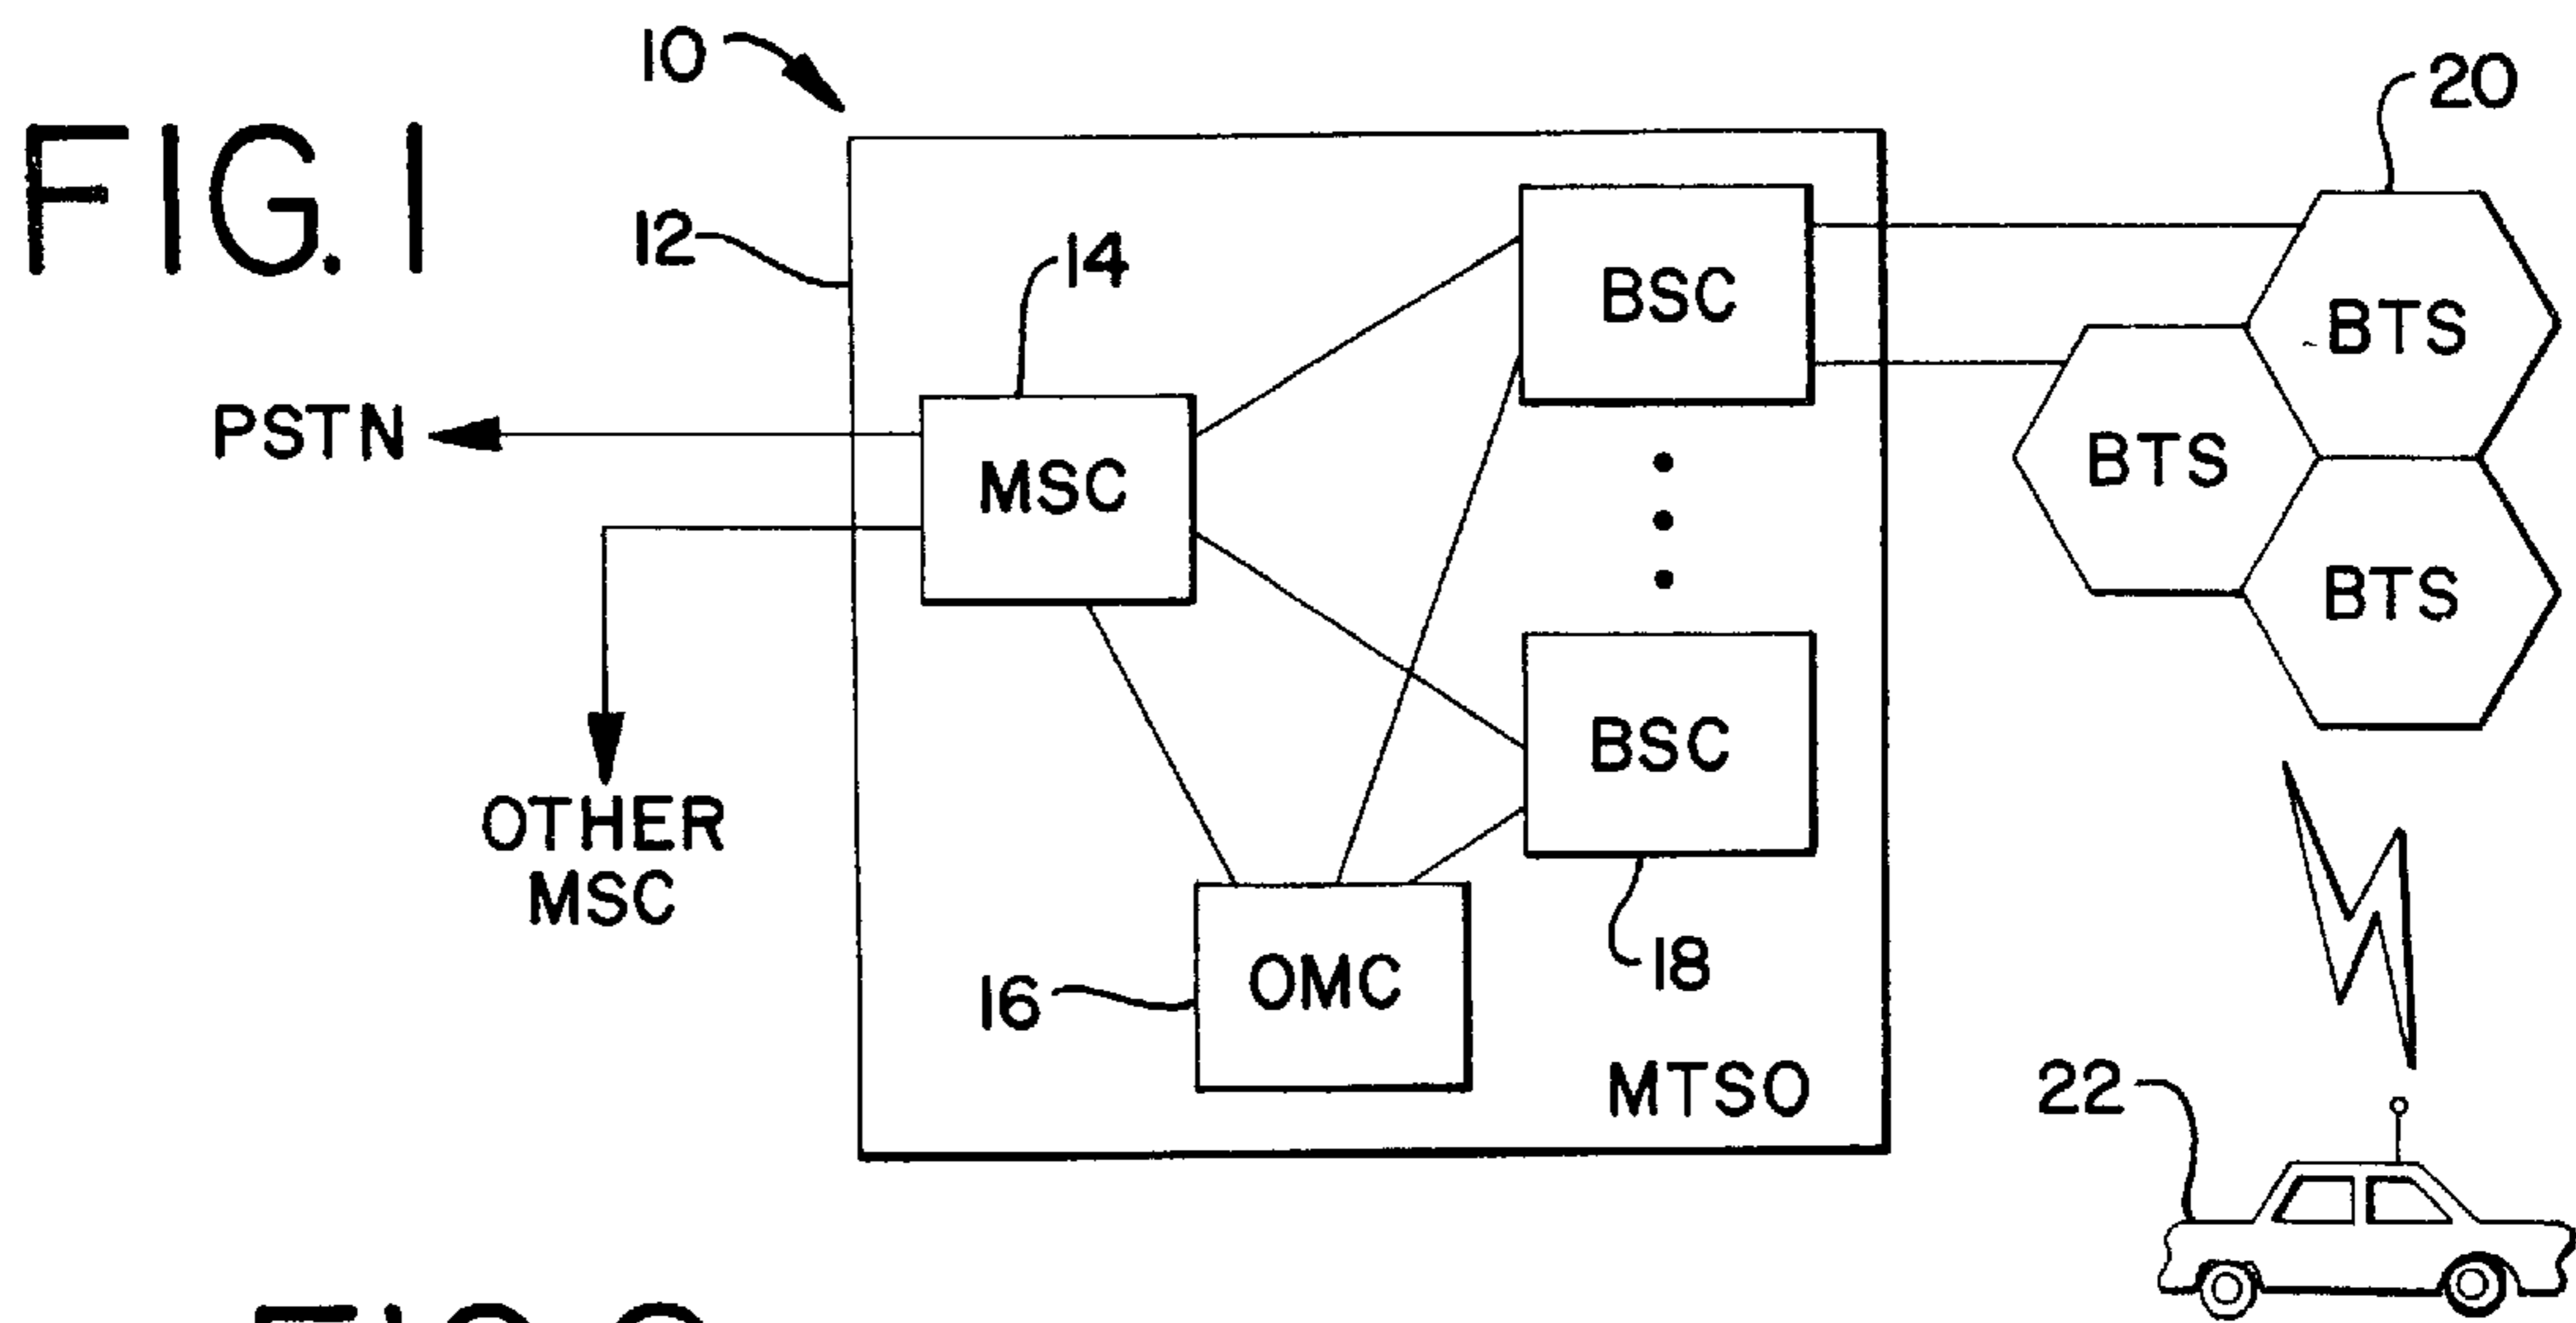 FIG. 1
10
12
14
20
BSC
BTS
PSTN
MSC
BTS
BTS
BSC
OTHER
MSC
18
16
OMC
MTSO
22